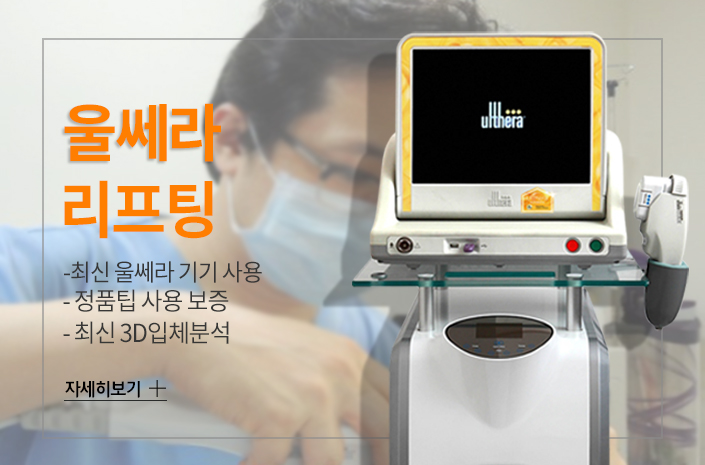 울쎄라
리프팅
-최신 울쎄라 기기 사용
- 정품팁 사용 보증
- 최신 3D입체분석
자세히보기 +
ulthera